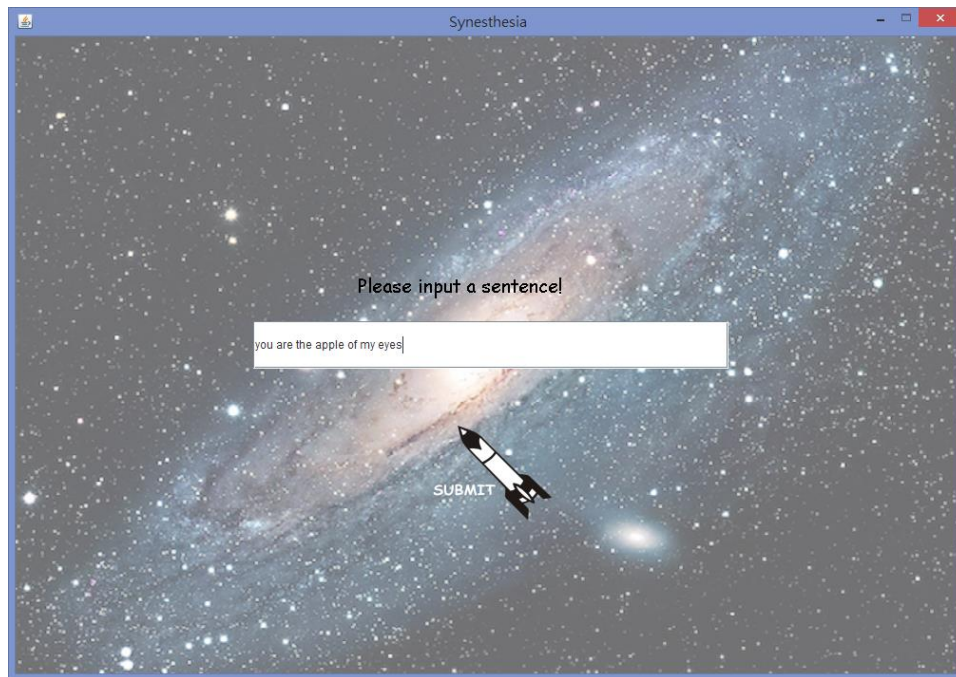 Synesthesia
Please input a sentence!
you are the apple of my eyes
SUBMIT